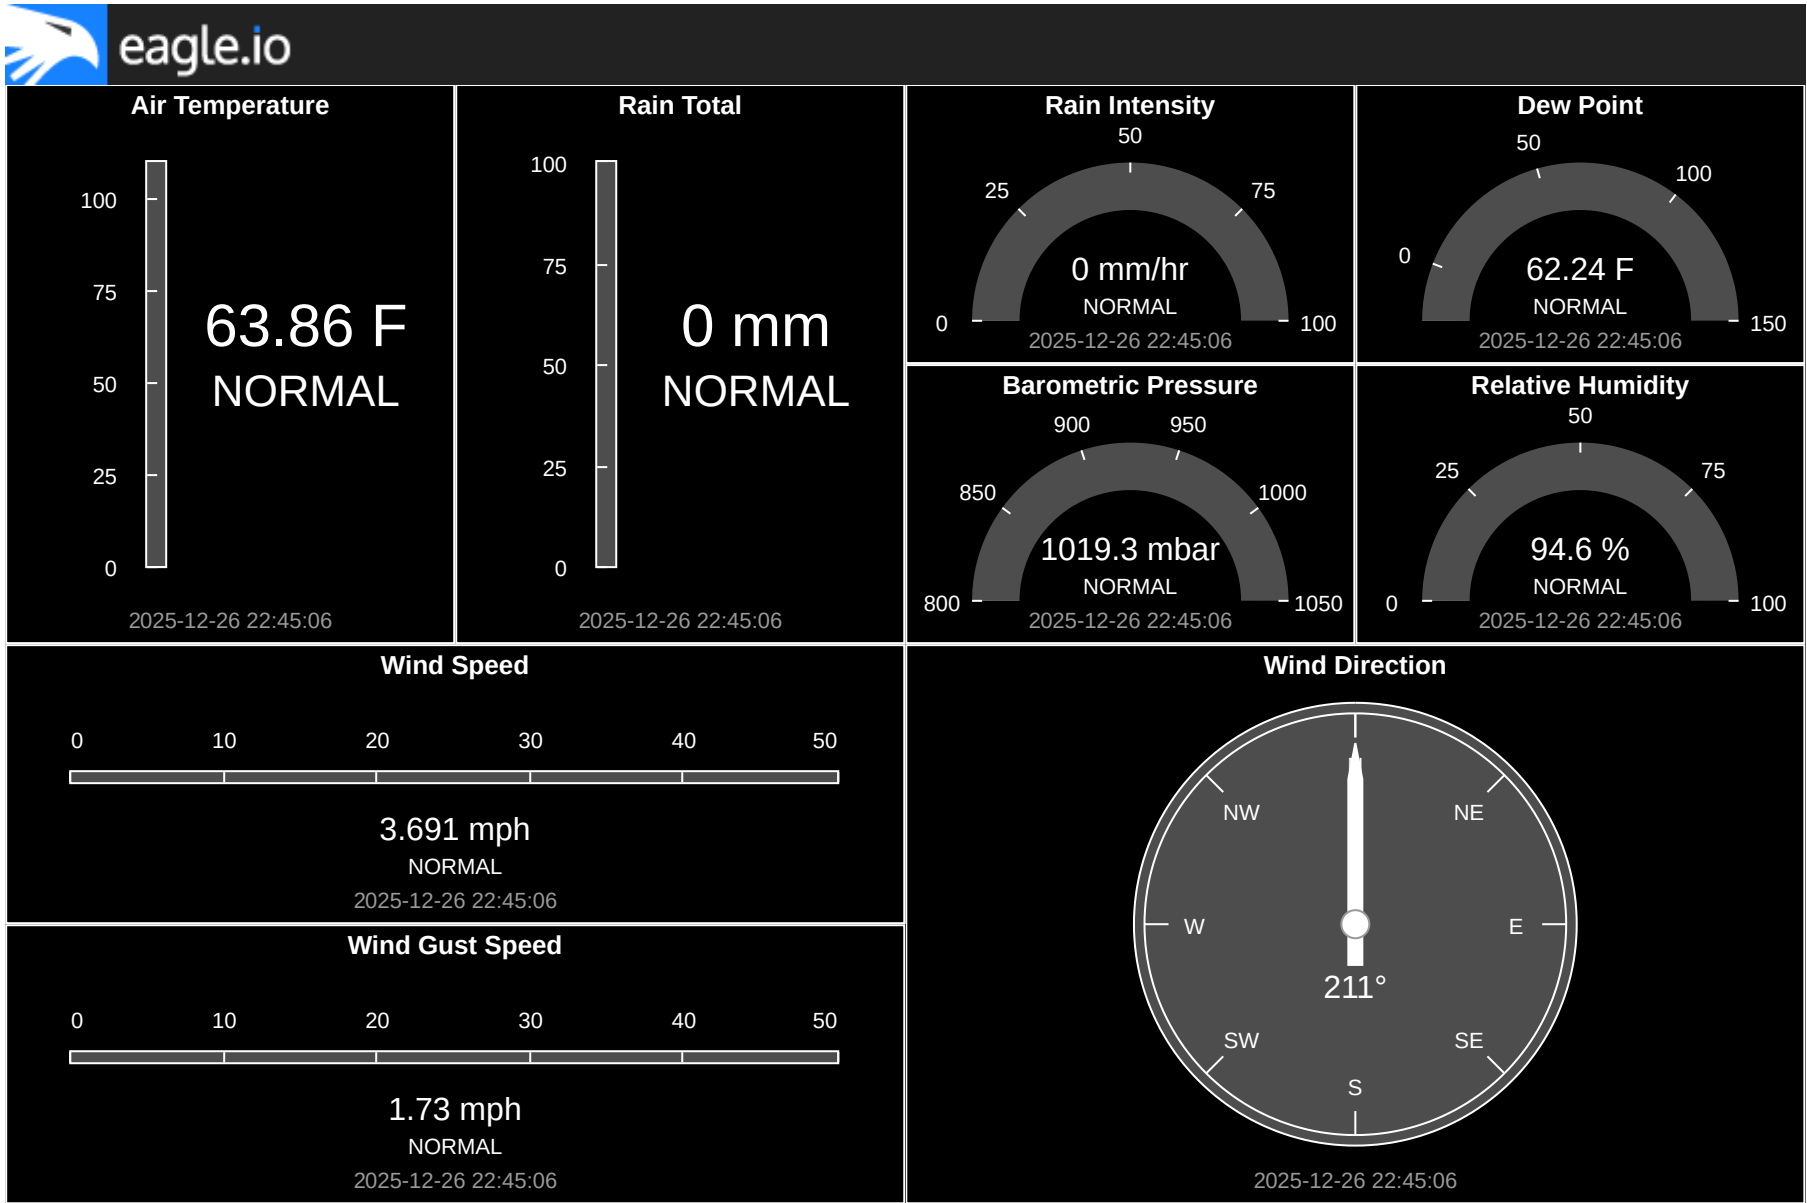 eagle.io
Air Temperature
100
75
50
25
0
63.86 F
NORMAL
2025-12-26 22:45:06
Rain Total
100
75
50
25
0
0 mm
NORMAL
2025-12-26 22:45:06
Rain Intensity
0
25
50
75
100
0 mm/hr
NORMAL
2025-12-26 22:45:06
Dew Point
0
50
100
150
62.24 F
NORMAL
2025-12-26 22:45:06
Barometric Pressure
800
850
900
950
1000
1050
1019.3 mbar
NORMAL
2025-12-26 22:45:06
Relative Humidity
0
25
50
75
100
94.6 %
NORMAL
2025-12-26 22:45:06
Wind Speed
0 10 20 30 40 50
3.691 mph
NORMAL
2025-12-26 22:45:06
Wind Gust Speed
0 10 20 30 40 50
1.73 mph
NORMAL
2025-12-26 22:45:06
Wind Direction
NW NE
W E
211°
SW SE
S
2025-12-26 22:45:06